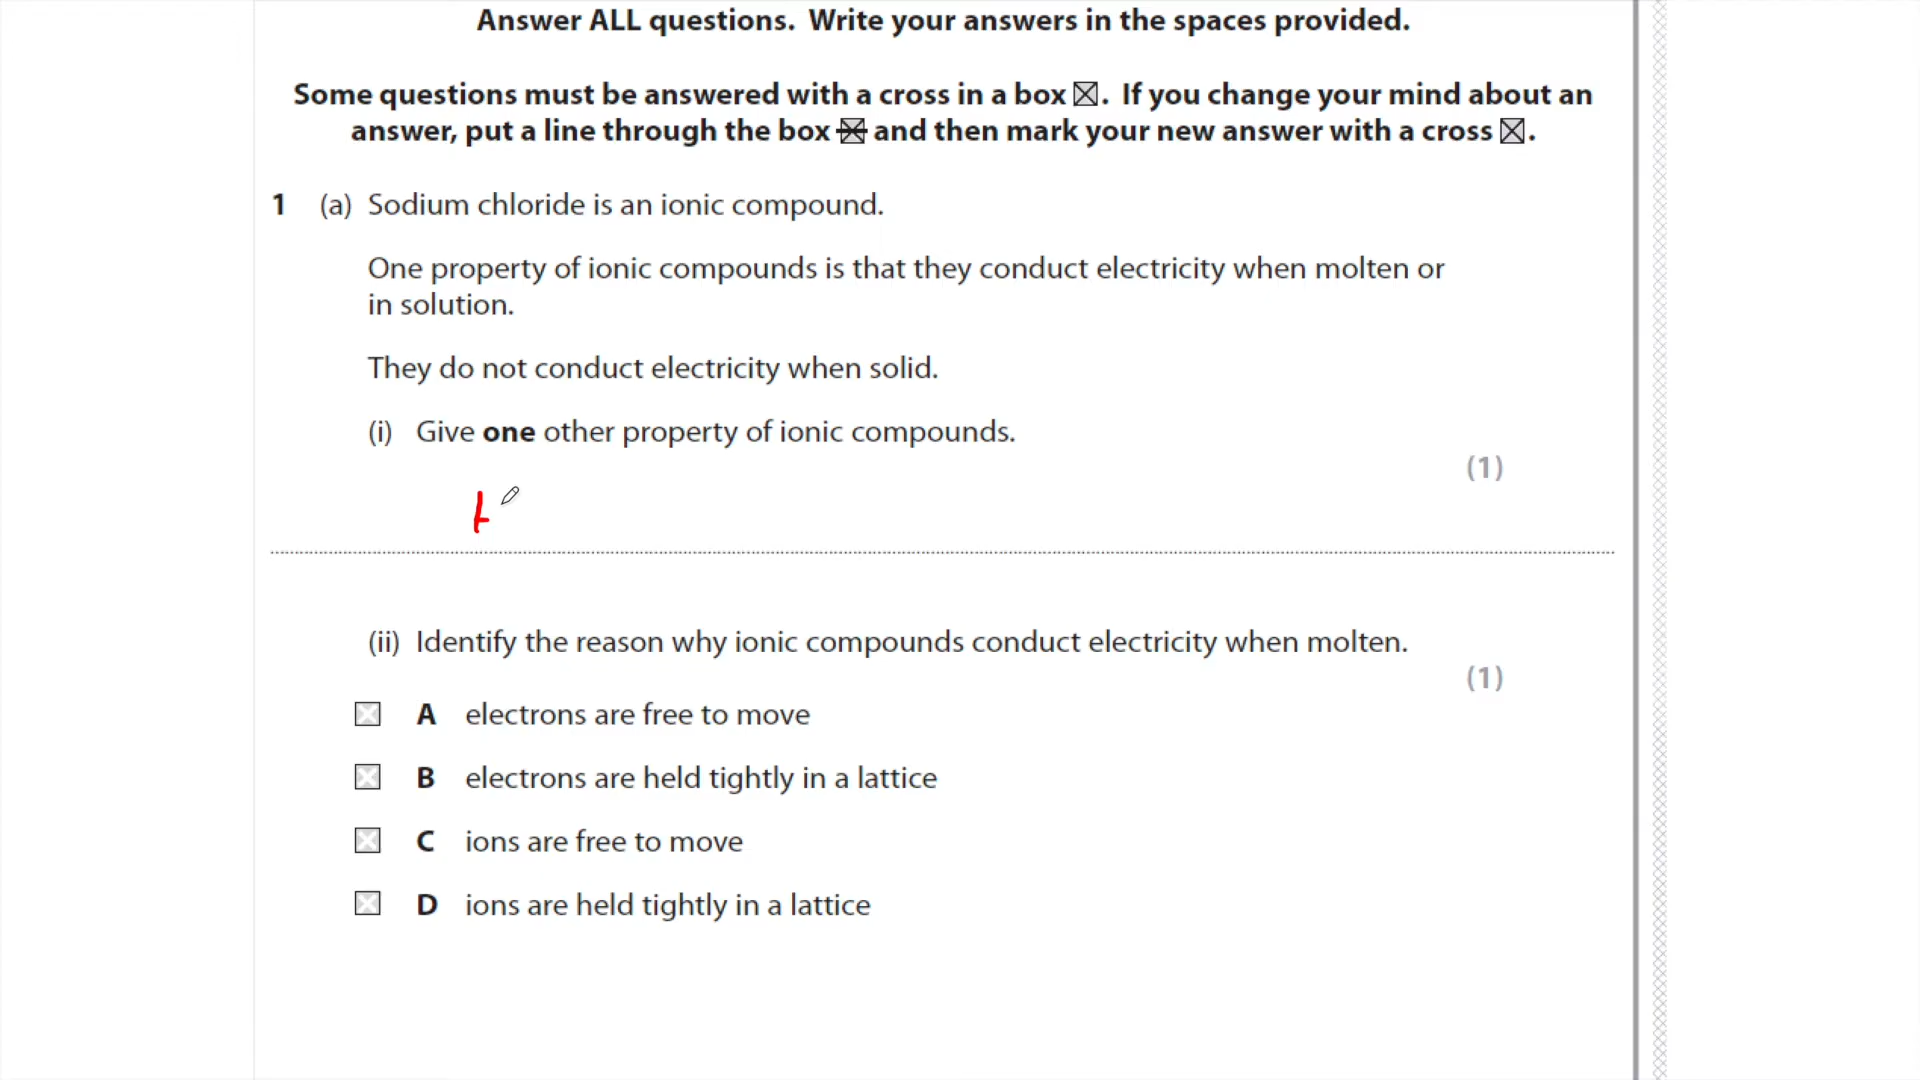 Answer ALL questions. Write your answers in the spaces provided.
Some questions must be answered with a cross in a box ☒. If you change your mind about an
answer, put a line through the box ☒ and then mark your new answer with a cross ☒.
1 (a) Sodium chloride is an ionic compound.
One property of ionic compounds is that they conduct electricity when molten or
in solution.
They do not conduct electricity when solid.
(i) Give one other property of ionic compounds.
(1)
(ii) Identify the reason why ionic compounds conduct electricity when molten.
(1)
A electrons are free to move
B electrons are held tightly in a lattice
C ions are free to move
D ions are held tightly in a lattice